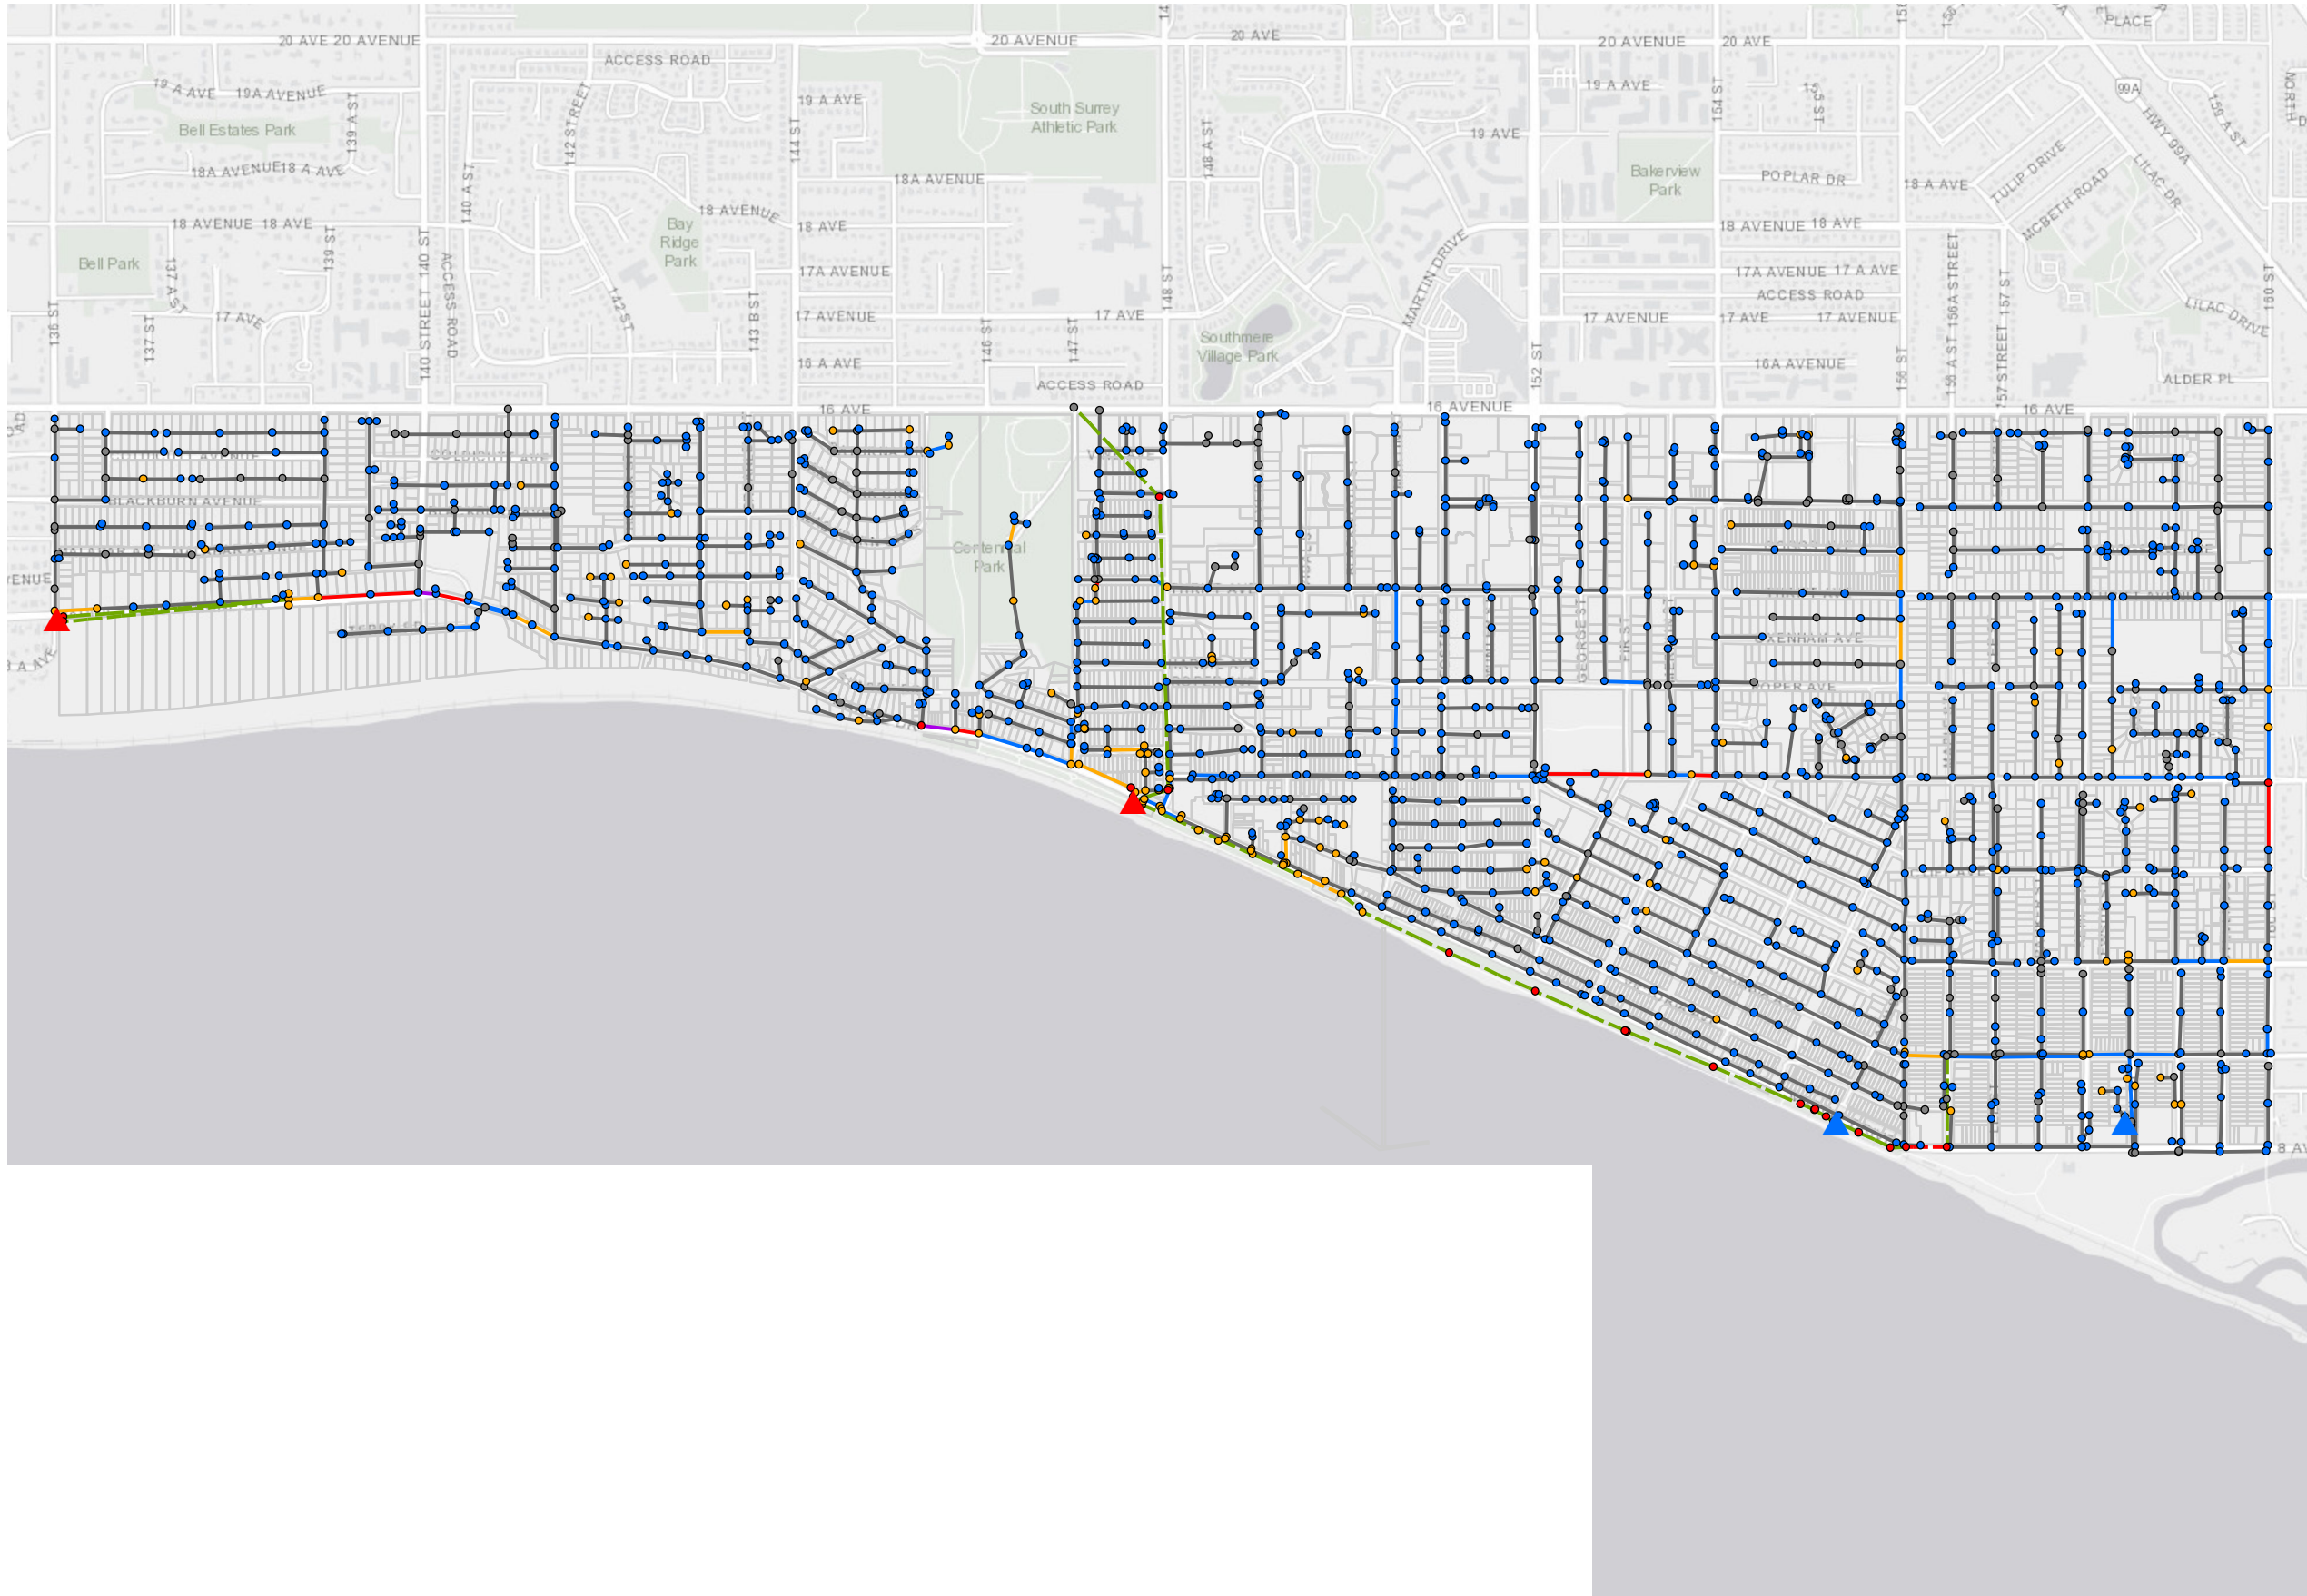 PLACE
20 AVE 20 AVENUE
20 AVENUE
20 AVE
20 AVENUE
20 AVE
ACCESS ROAD
19 A AVE
19A AVENUE
139 A ST
142 STREET
144 ST
19 A AVE
South Surrey
Athletic Park
148 A ST
19 AVE
19 A AVE
154 ST
99A
HWY 99A
159 A ST
NORTH
Bell Estates Park
18A AVENUE
18 A AVE
140 A ST
18A AVENUE
Bakerview
Park
POPLAR DR
18 A AVE
TULIP DRIVE
LILAC DR
MCBETH ROAD
18 AVENUE
18 AVE
18 AVENUE
18 AVE
18 AVENUE
18 AVE
Bay
Ridge
Park
Bell Park
137 A ST
139 ST
140 STREET
140 ST
ACCESS ROAD
17A AVENUE
148 ST
MARTIN DRIVE
17A AVENUE
17 A AVE
ACCESS ROAD
156A STREET
156 A ST
157 STREET
157 ST
160 ST
136 ST
137 ST
17 AVE
142 ST
143 B ST
17 AVENUE
146 ST
147 ST
17 AVE
Southmere
Village Park
17 AVENUE
17 AVE
17 AVENUE
LILAC DRIVE
16 A AVE
152 ST
16A AVENUE
156 ST
ACCESS ROAD
ALDER PL
16 AVE
16 AVENUE
16 AVE
BLACKBURN AVENUE
Centennial
Park
ROPER AVE